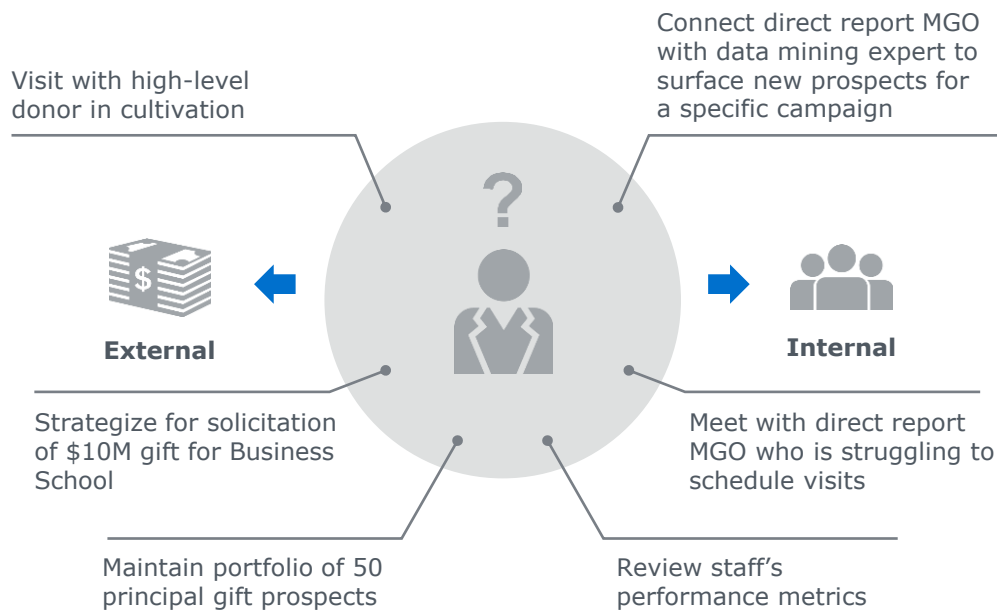 Connect direct report MGO
with data mining expert to
surface new prospects for
a specific campaign
Visit with high-level
donor in cultivation
?
$
External
Internal
Strategize for solicitation
of $10M gift for Business
School
Meet with direct report
MGO who is struggling to
schedule visits
Maintain portfolio of 50
principal gift prospects
Review staff’s
performance metrics